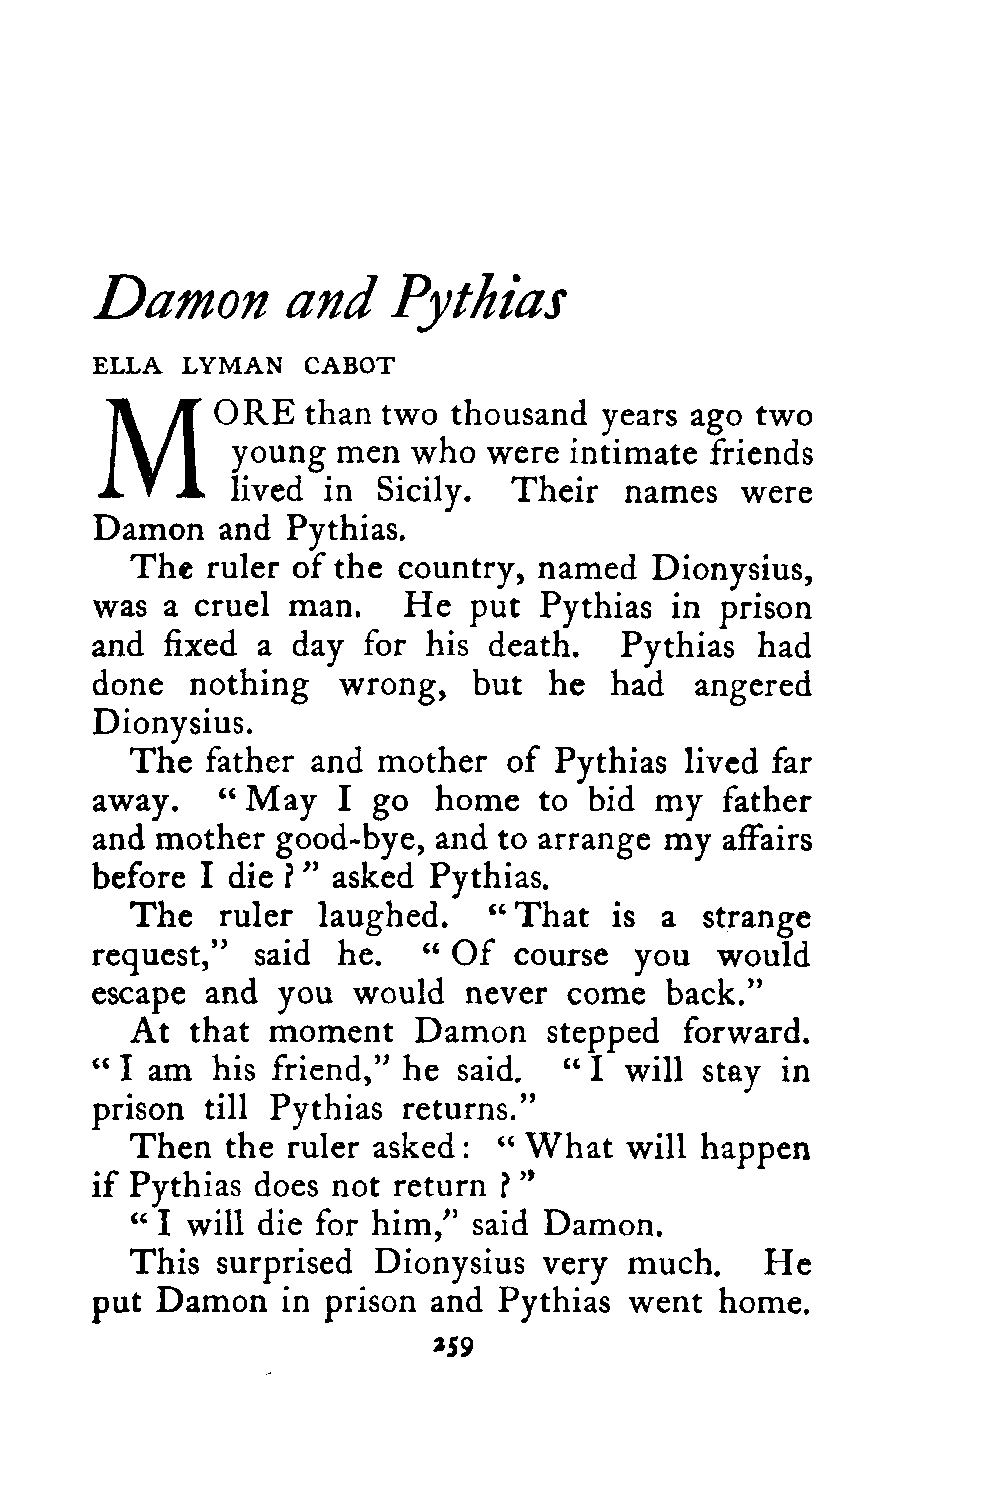 Damon and Pythias
ELLA LYMAN CABOT
MORE than two thousand years ago two
young men who were intimate friends
lived in Sicily. Their names were
Damon and Pythias.
The ruler of the country, named Dionysius,
was a cruel man. He put Pythias in prison
and fixed a day for his death. Pythias had
done nothing wrong, but he had angered
Dionysius.
The father and mother of Pythias lived far
away. “May I go home to bid my father
and mother good-bye, and to arrange my affairs
before I die?” asked Pythias.
The ruler laughed. “That is a strange
request,” said he. “Of course you would
escape and you would never come back.”
At that moment Damon stepped forward.
“I am his friend,” he said. “I will stay in
prison till Pythias returns.”
Then the ruler asked: “What will happen
if Pythias does not return?”
“I will die for him,” said Damon.
This surprised Dionysius very much. He
put Damon in prison and Pythias went home.
259